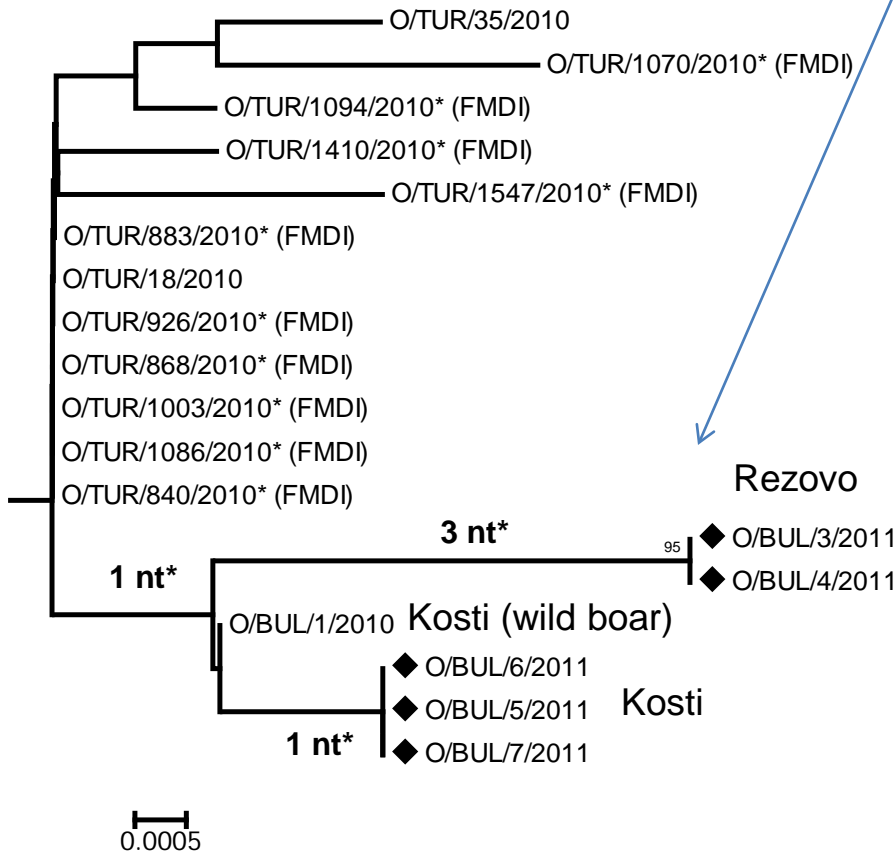 O/TUR/35/2010
O/TUR/1070/2010* (FMDI)
O/TUR/1094/2010* (FMDI)
O/TUR/1410/2010* (FMDI)
O/TUR/1547/2010* (FMDI)
O/TUR/883/2010* (FMDI)
O/TUR/18/2010
O/TUR/926/2010* (FMDI)
O/TUR/868/2010* (FMDI)
O/TUR/1003/2010* (FMDI)
O/TUR/1086/2010* (FMDI)
O/TUR/840/2010* (FMDI)
Rezovo
3 nt*
95
O/BUL/3/2011
O/BUL/4/2011
1 nt*
O/BUL/1/2010 Kosti (wild boar)
O/BUL/6/2011
O/BUL/5/2011 Kosti
O/BUL/7/2011
1 nt*
0.0005